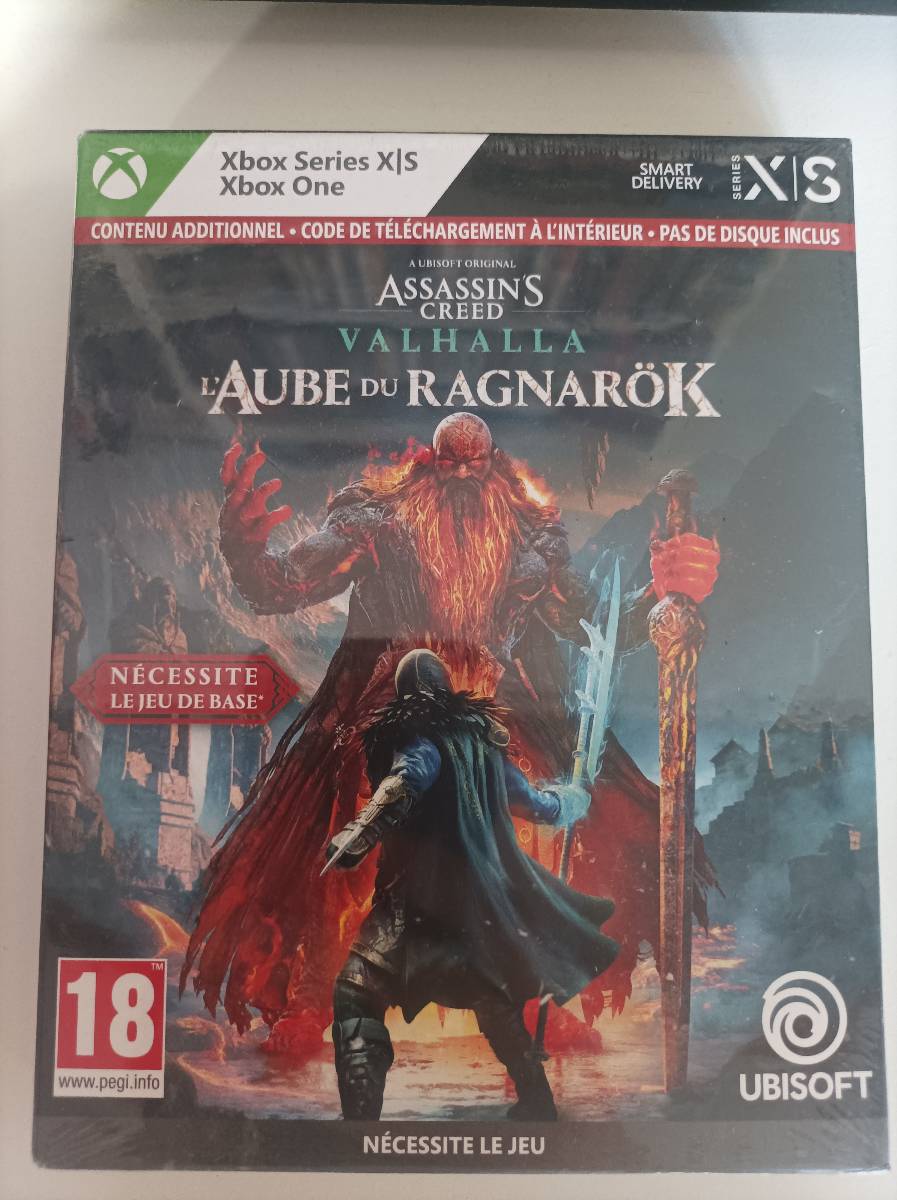 Xbox Series X|S
Xbox One
SMART
DELIVERY
SERIES
X|S
CONTENU ADDITIONNEL • CODE DE TÉLÉCHARGEMENT À L'INTÉRIEUR • PAS DE DISQUE INCLUS
A UBISOFT ORIGINAL
ASSASSIN'S
CREED
VALHALLA
L'AUBE DU RAGNARÖK
NÉCESSITE
LE JEU DE BASE*
18™
www.pegi.info
UBISOFT
NÉCESSITE LE JEU